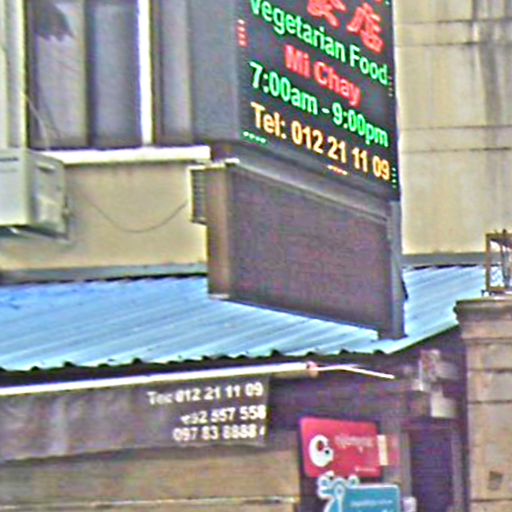 Vegetarian Food
Mi Chay
7:00am - 9:00pm
Tel: 012 21 11 09
Tel: 012 21 11 09
092 557 558
097 83 8888